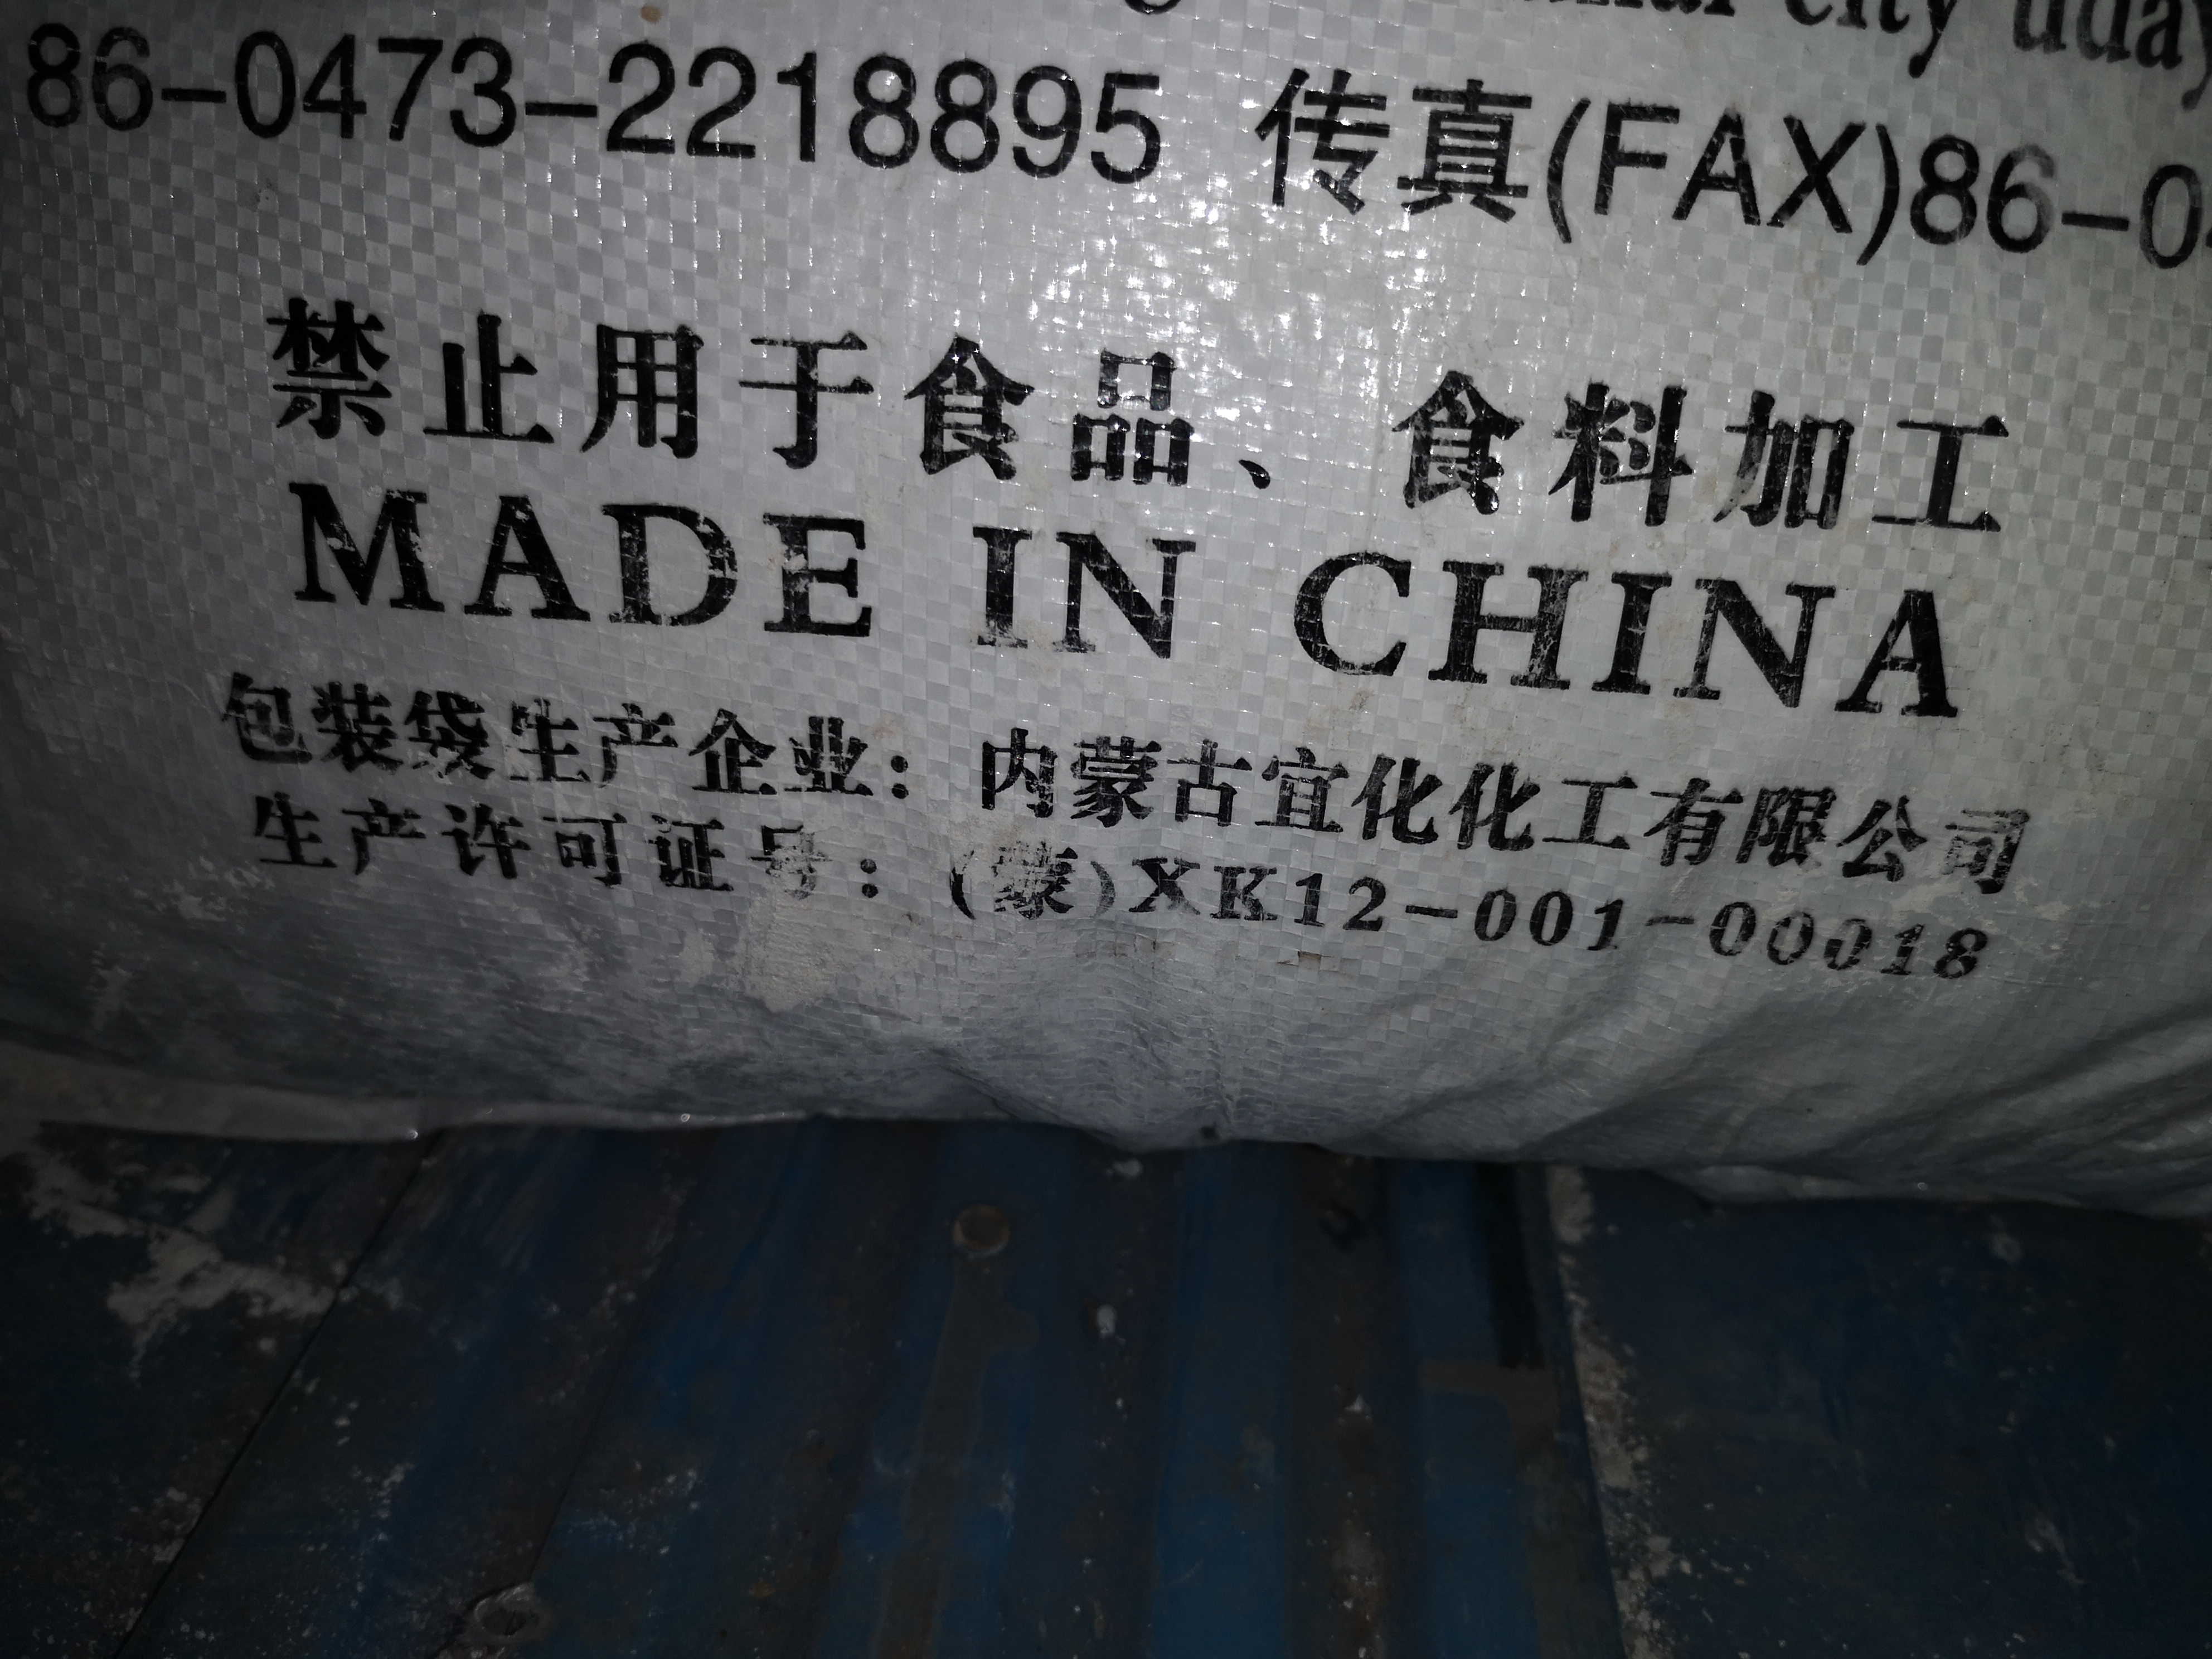 city
86-0473-2218895 传真(FAX)86-0
禁止用于食品、食料加工
MADE IN CHINA
包装袋生产企业：内蒙古宜化化工有限公司
生产许可证号：(蒙)XK12-001-00018